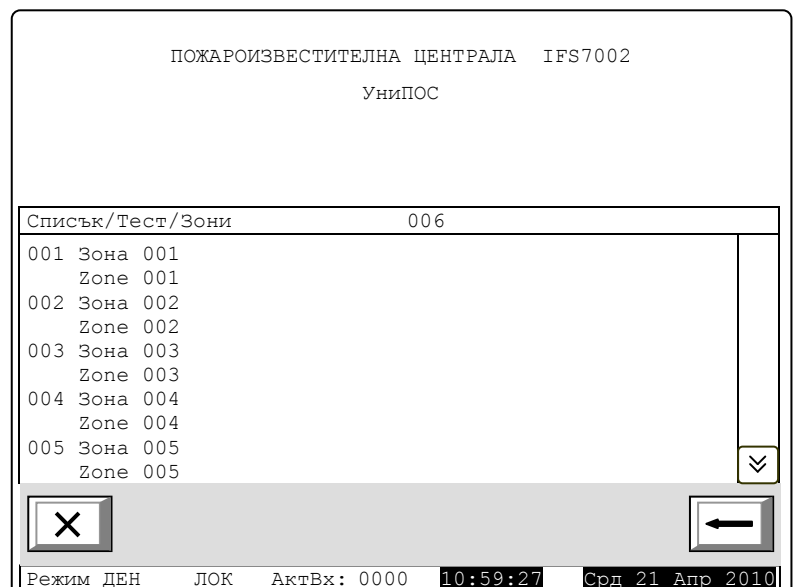 ПОЖАРОИЗВЕСТИТЕЛНА ЦЕНТРАЛА IFS7002
УниПОС
Списък/Тест/Зони 006
001 Зона 001
Zone 001
002 Зона 002
Zone 002
003 Зона 003
Zone 003
004 Зона 004
Zone 004
005 Зона 005
Zone 005
Режим ДЕН ЛОК АктВх: 0000 10:59:27 Срд 21 Апр 2010